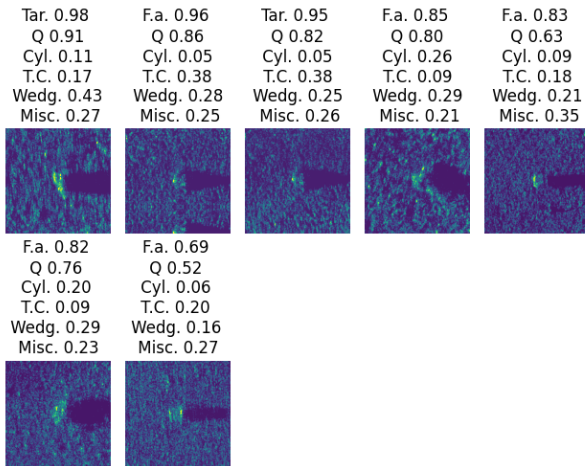 Tar. 0.98
Q 0.91
Cyl. 0.11
T.C. 0.17
Wedg. 0.43
Misc. 0.27
F.a. 0.96
Q 0.86
Cyl. 0.05
T.C. 0.38
Wedg. 0.28
Misc. 0.25
Tar. 0.95
Q 0.82
Cyl. 0.05
T.C. 0.38
Wedg. 0.25
Misc. 0.26
F.a. 0.85
Q 0.80
Cyl. 0.26
T.C. 0.09
Wedg. 0.29
Misc. 0.21
F.a. 0.83
Q 0.63
Cyl. 0.09
T.C. 0.18
Wedg. 0.21
Misc. 0.35
F.a. 0.82
Q 0.76
Cyl. 0.20
T.C. 0.09
Wedg. 0.29
Misc. 0.23
F.a. 0.69
Q 0.52
Cyl. 0.06
T.C. 0.20
Wedg. 0.16
Misc. 0.27